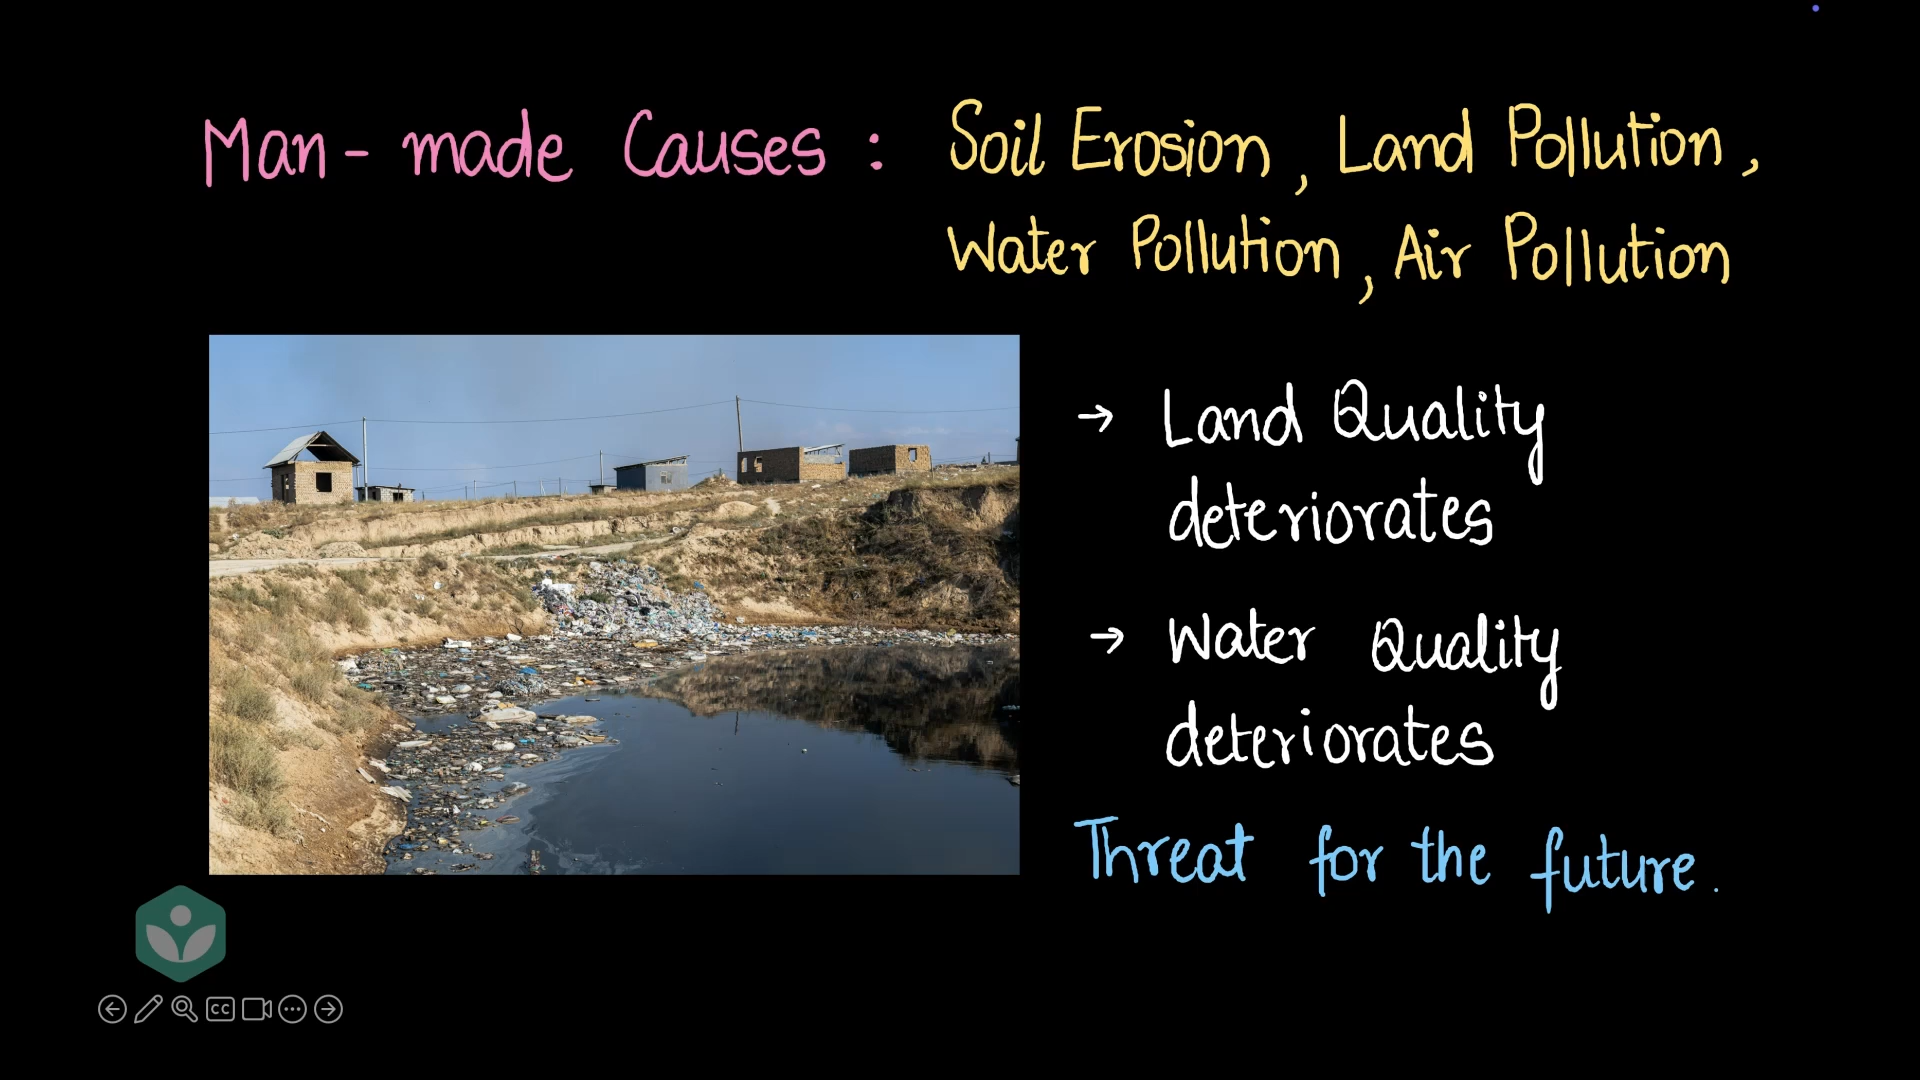 Man-made Causes : Soil Erosion, Land Pollution,
Water Pollution, Air Pollution
→ Land Quality
deteriorates
→ Water Quality
deteriorates
Threat for the future.
CC